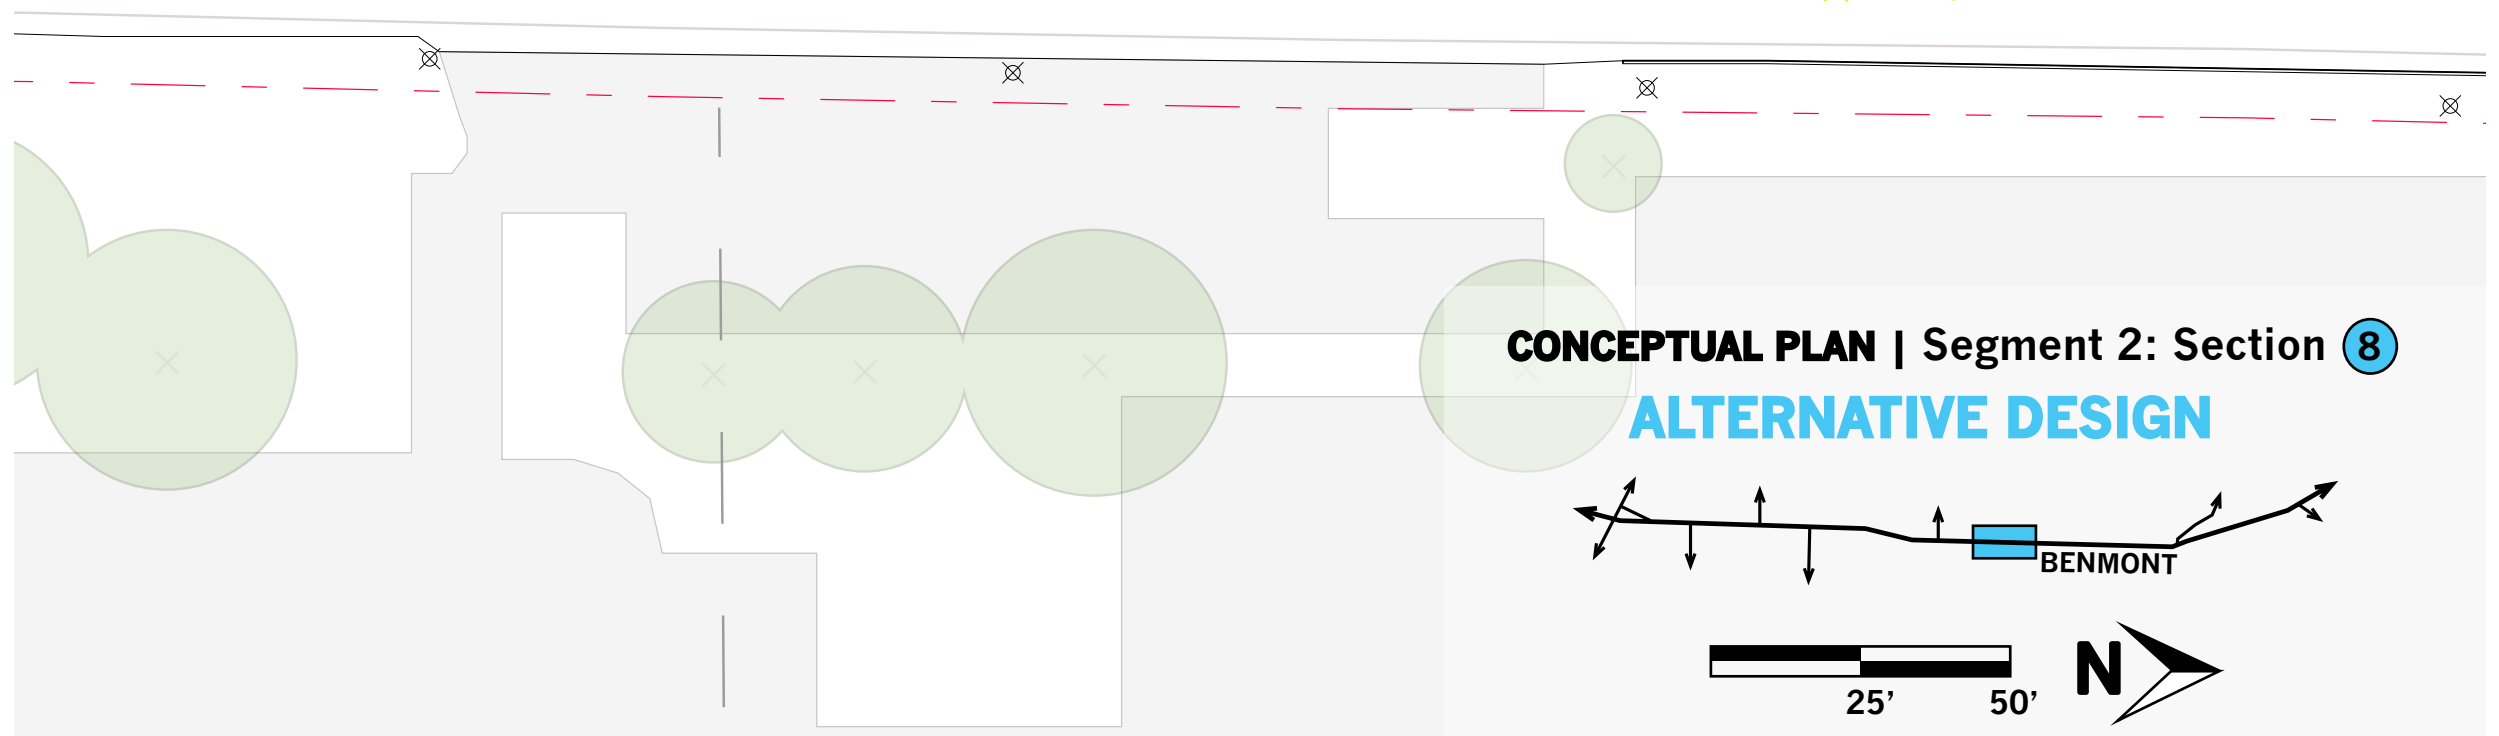 CONCEPTUAL PLAN | Segment 2: Section 8
ALTERNATIVE DESIGN
BENMONT
N
25’ 50’